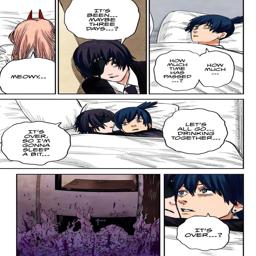 HOW
MUCH...
HOW
MUCH
TIME
HAS
PASSED
...?
IT'S
BEEN...
MAYBE
THREE
DAYS...?
MEOWY...
LET'S
ALL GO...
DRINKING
TOGETHER...
IT'S
OVER.
SO I'M
GONNA
SLEEP
A BIT...
IT'S
OVER...?